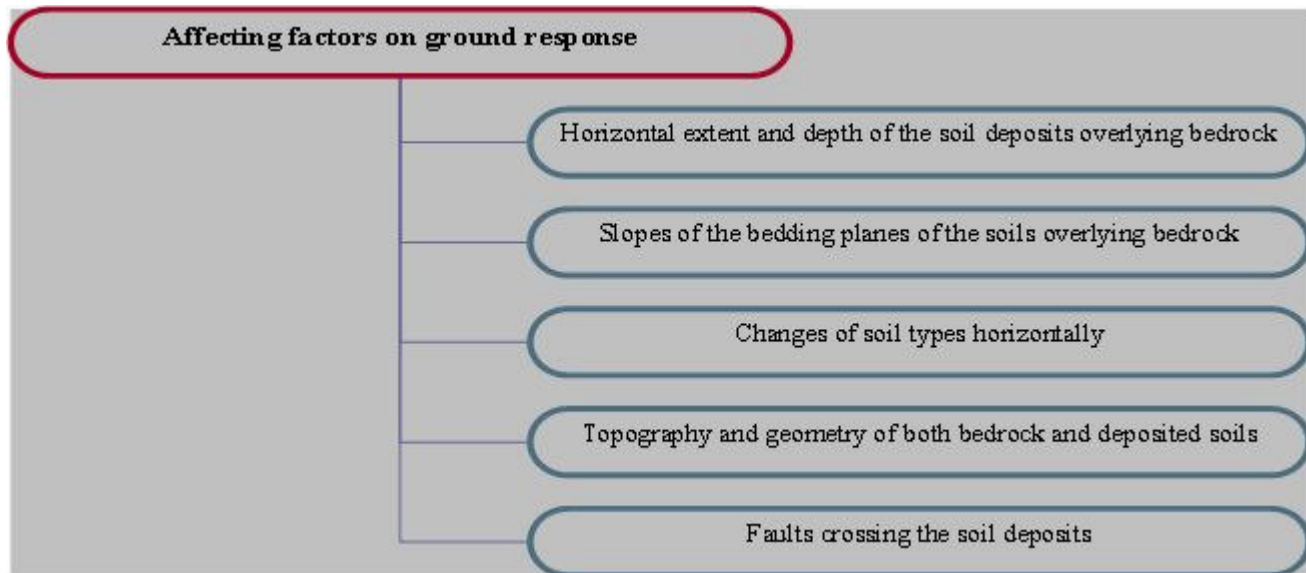 Affecting factors on ground response
Horizontal extent and depth of the soil deposits overlying bedrock
Slopes of the bedding planes of the soils overlying bedrock
Changes of soil types horizontally
Topography and geometry of both bedrock and deposited soils
Faults crossing the soil deposits